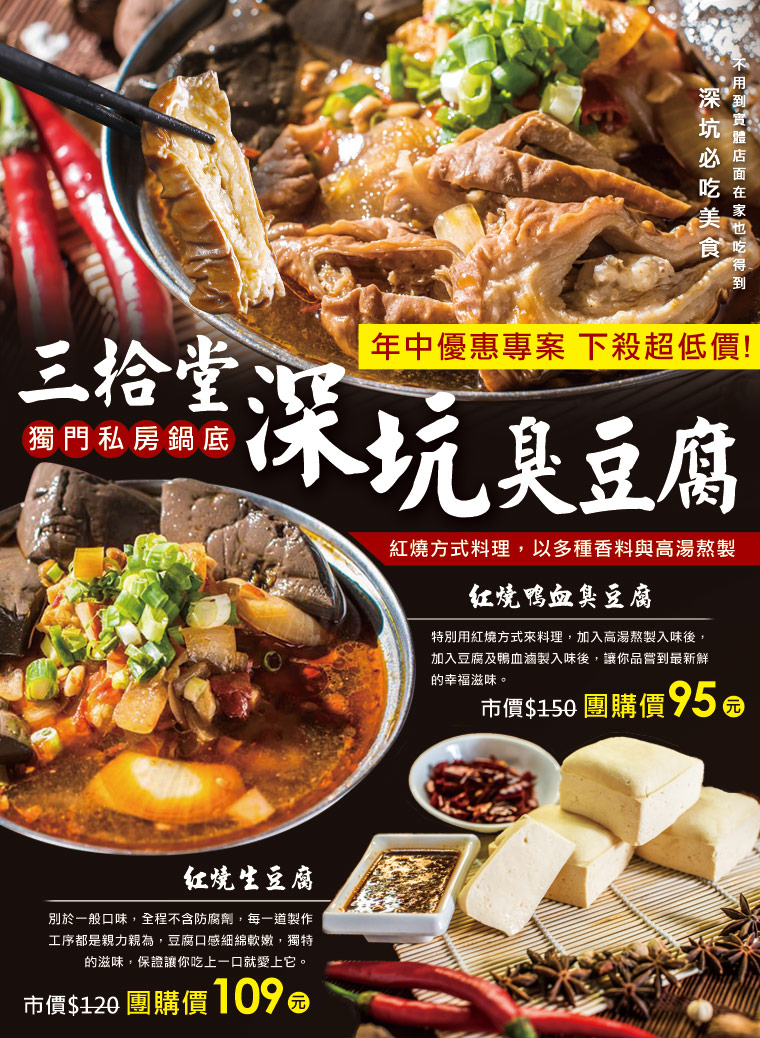 不用到實體店面在家也吃得到
深坑必吃美食
年中優惠專案 下殺超低價!
三拾堂
獨門私房鍋底
深坑臭豆腐
紅燒方式料理，以多種香料與高湯熬製
紅燒鴨血臭豆腐
特別用紅燒方式來料理，加入高湯熬製入味後，
加入豆腐及鴨血滷製入味後，讓你品嘗到最新鮮
的幸福滋味。
市價$150 團購價95元
紅燒生豆腐
別於一般口味，全程不含防腐劑，每一道製作
工序都是親力親為，豆腐口感細綿軟嫩，獨特
的滋味，保證讓你吃上一口就愛上它。
市價$120 團購價109元